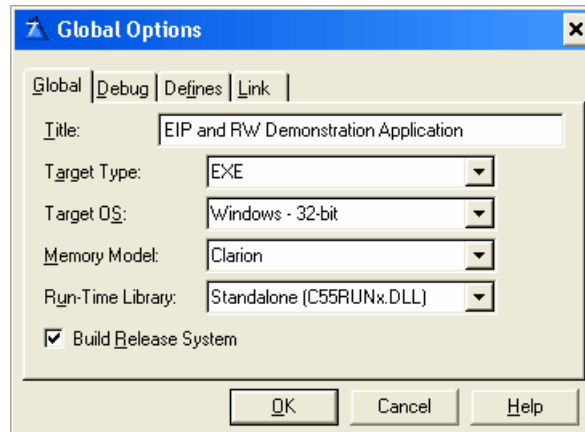 Global Options
Global Debug Defines Link
Title: EIP and RW Demonstration Application
Target Type: EXE
Target OS: Windows - 32-bit
Memory Model: Clarion
Run-Time Library: Standalone (C55RUNx.DLL)
Build Release System
OK Cancel Help